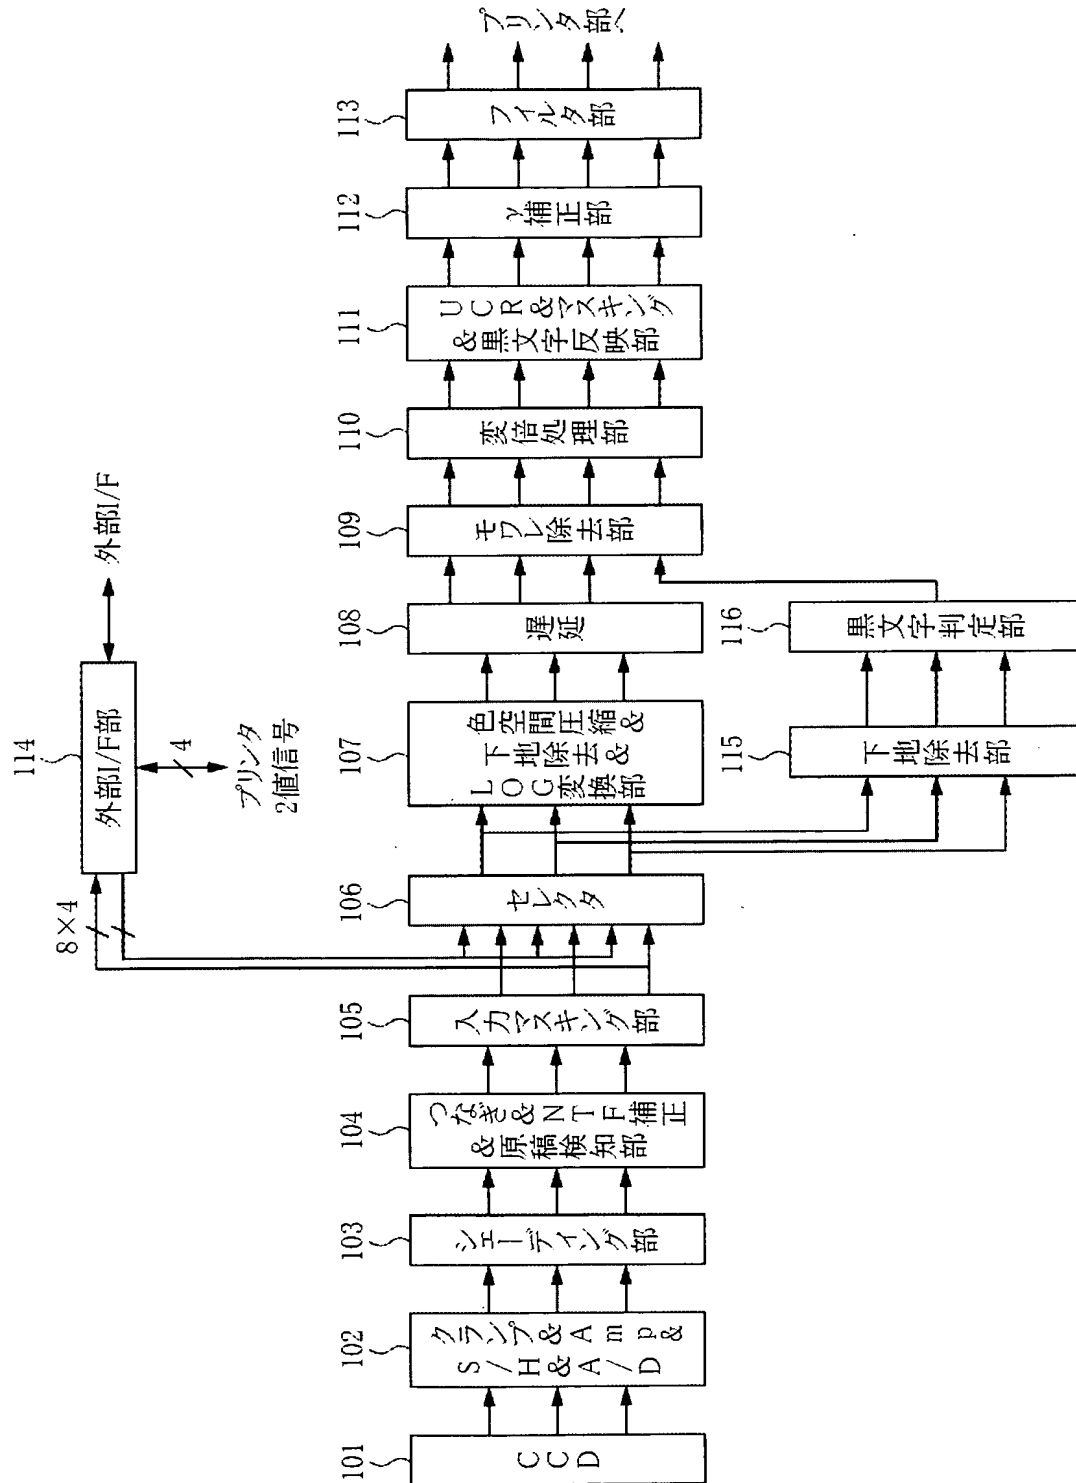 101
CCD
102
クランプ&Amp&
S/H&A/D
103
シェーディング部
104
つなぎ&NTF補正
&原稿検知部
105
入力マスキング部
8×4
114
外部I/F部
外部I/F
4
プリンタ
2値信号
106
セレクタ
107
色空間圧縮&
下地除去&
LOG変換部
108
遅延
115
下地除去部
116
黒文字判定部
109
モワレ除去部
110
変倍処理部
111
UCR&マスキング
&黒文字反映部
112
γ補正部
113
フィルタ部
プリンタ部へ